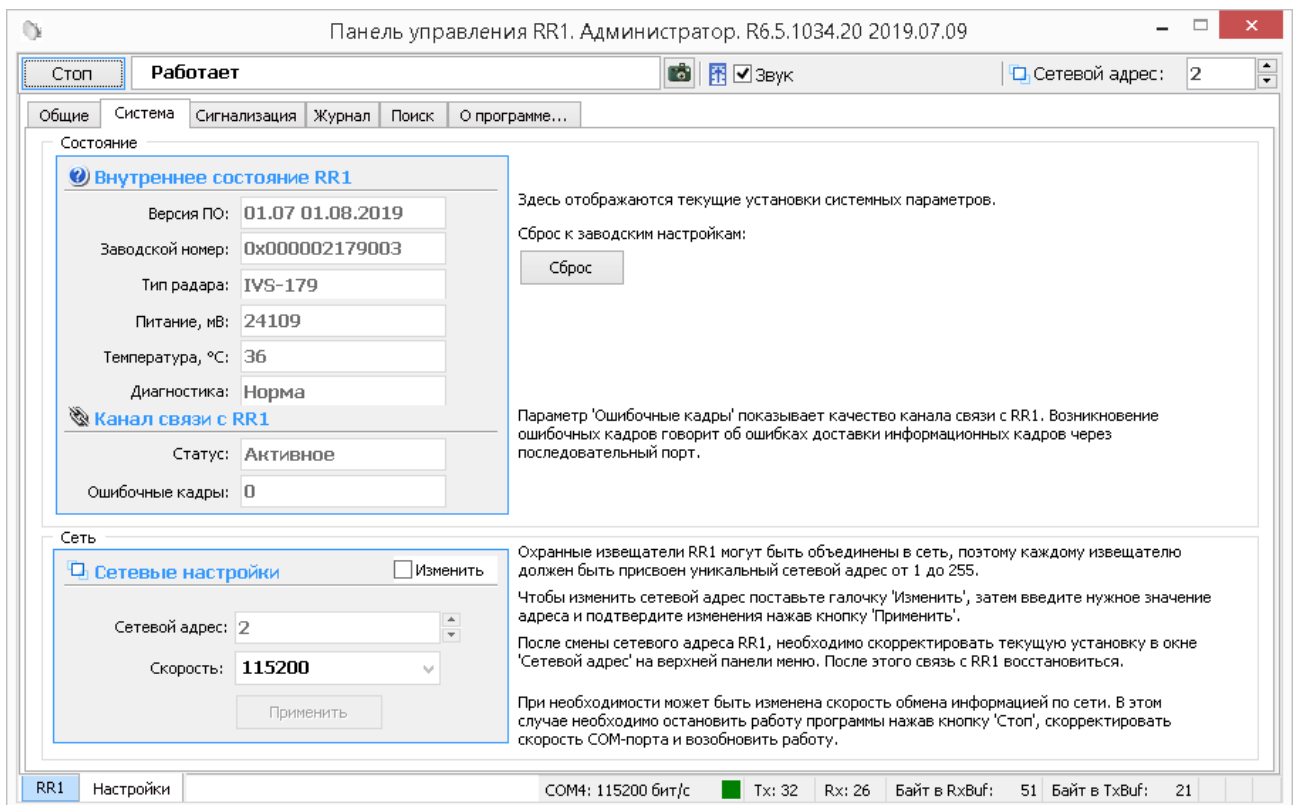 Панель управления RR1. Администратор. R6.5.1034.20 2019.07.09
Стоп Работает Звук Сетевой адрес: 2
Общие Система Сигнализация Журнал Поиск О программе...
Состояние
Внутреннее состояние RR1
Версия ПО: 01.07 01.08.2019
Заводской номер: 0x000002179003
Тип радара: IVS-179
Питание, мВ: 24109
Температура, °C: 36
Диагностика: Норма
Канал связи с RR1
Статус: Активное
Ошибочные кадры: 0
Здесь отображаются текущие установки системных параметров.
Сброс к заводским настройкам:
Сброс
Параметр 'Ошибочные кадры' показывает качество канала связи с RR1. Возникновение
ошибочных кадров говорит об ошибках доставки информационных кадров через
последовательный порт.
Сеть
Сетевые настройки Изменить
Сетевой адрес: 2
Скорость: 115200
Применить
Охранные извещатели RR1 могут быть объединены в сеть, поэтому каждому извещателю
должен быть присвоен уникальный сетевой адрес от 1 до 255.
Чтобы изменить сетевой адрес поставьте галочку 'Изменить', затем введите нужное значение
адреса и подтвердите изменения нажав кнопку 'Применить'.
После смены сетевого адреса RR1, необходимо скорректировать текущую установку в окне
'Сетевой адрес' на верхней панели меню. После этого связь с RR1 восстановиться.
При необходимости может быть изменена скорость обмена информацией по сети. В этом
случае необходимо остановить работу программы нажав кнопку 'Стоп', скорректировать
скорость COM-порта и возобновить работу.
RR1 Настройки COM4: 115200 бит/с Tx: 32 Rx: 26 Байт в RxBuf: 51 Байт в TxBuf: 21